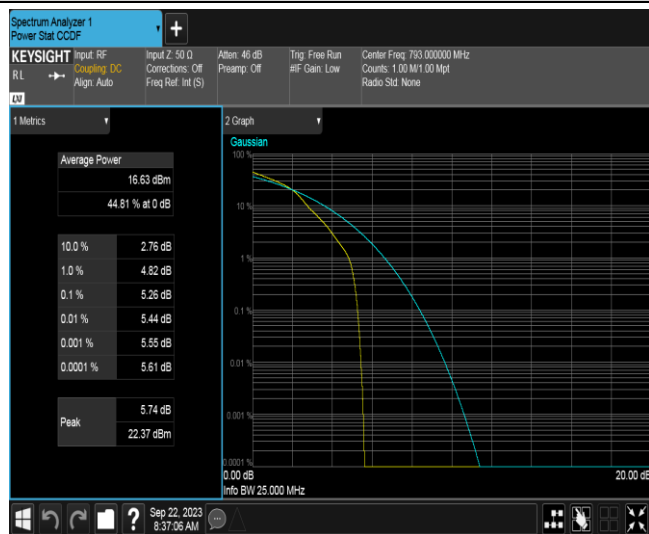 Spectrum Analyzer 1
Power Stat CCDF
+
KEYSIGHT
RL
LXI
Input: RF
Coupling: DC
Align: Auto
Input Z: 50 Ω
Corrections: Off
Freq Ref: Int (S)
Atten: 46 dB
Preamp: Off
Trig: Free Run
#IF Gain: Low
Center Freq: 793.000000 MHz
Counts: 1.00 M/1.00 Mpt
Radio Std: None
1 Metrics
Average Power
16.63 dBm
44.81 % at 0 dB
10.0 % 2.76 dB
1.0 % 4.82 dB
0.1 % 5.26 dB
0.01 % 5.44 dB
0.001 % 5.55 dB
0.0001 % 5.61 dB
Peak
5.74 dB
22.37 dBm
2 Graph
Gaussian
100 %
10 %
1 %
0.1 %
0.01 %
0.001 %
0.0001 %
0.00 dB 20.00 dB
Info BW 25.000 MHz
?
Sep 22, 2023
8:37:06 AM